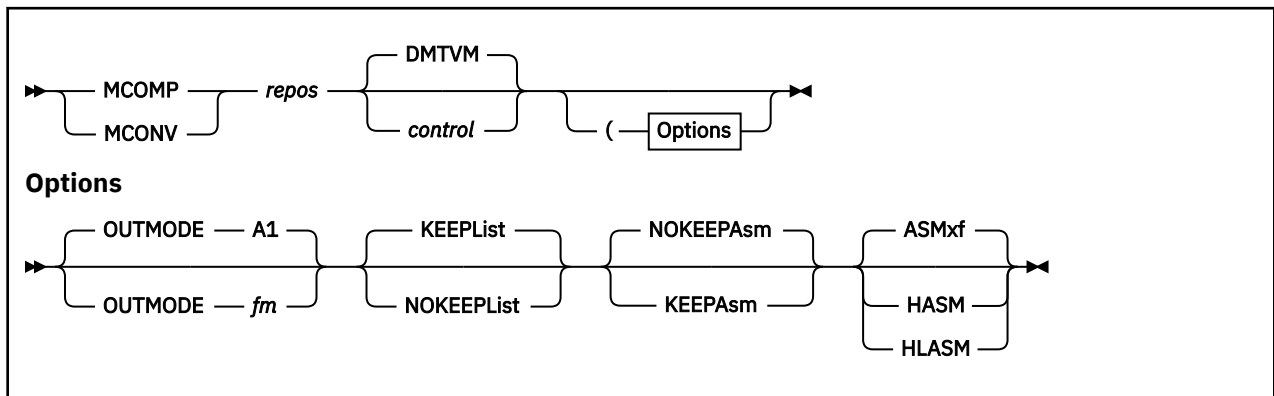 DMTVM
MCOMP repos
MCONV control ( Options
Options
OUTMODE A1 KEEPList NOKEEPAsm ASMxf
OUTMODE fm NOKEEPList KEEPAsm HASM
HLASM